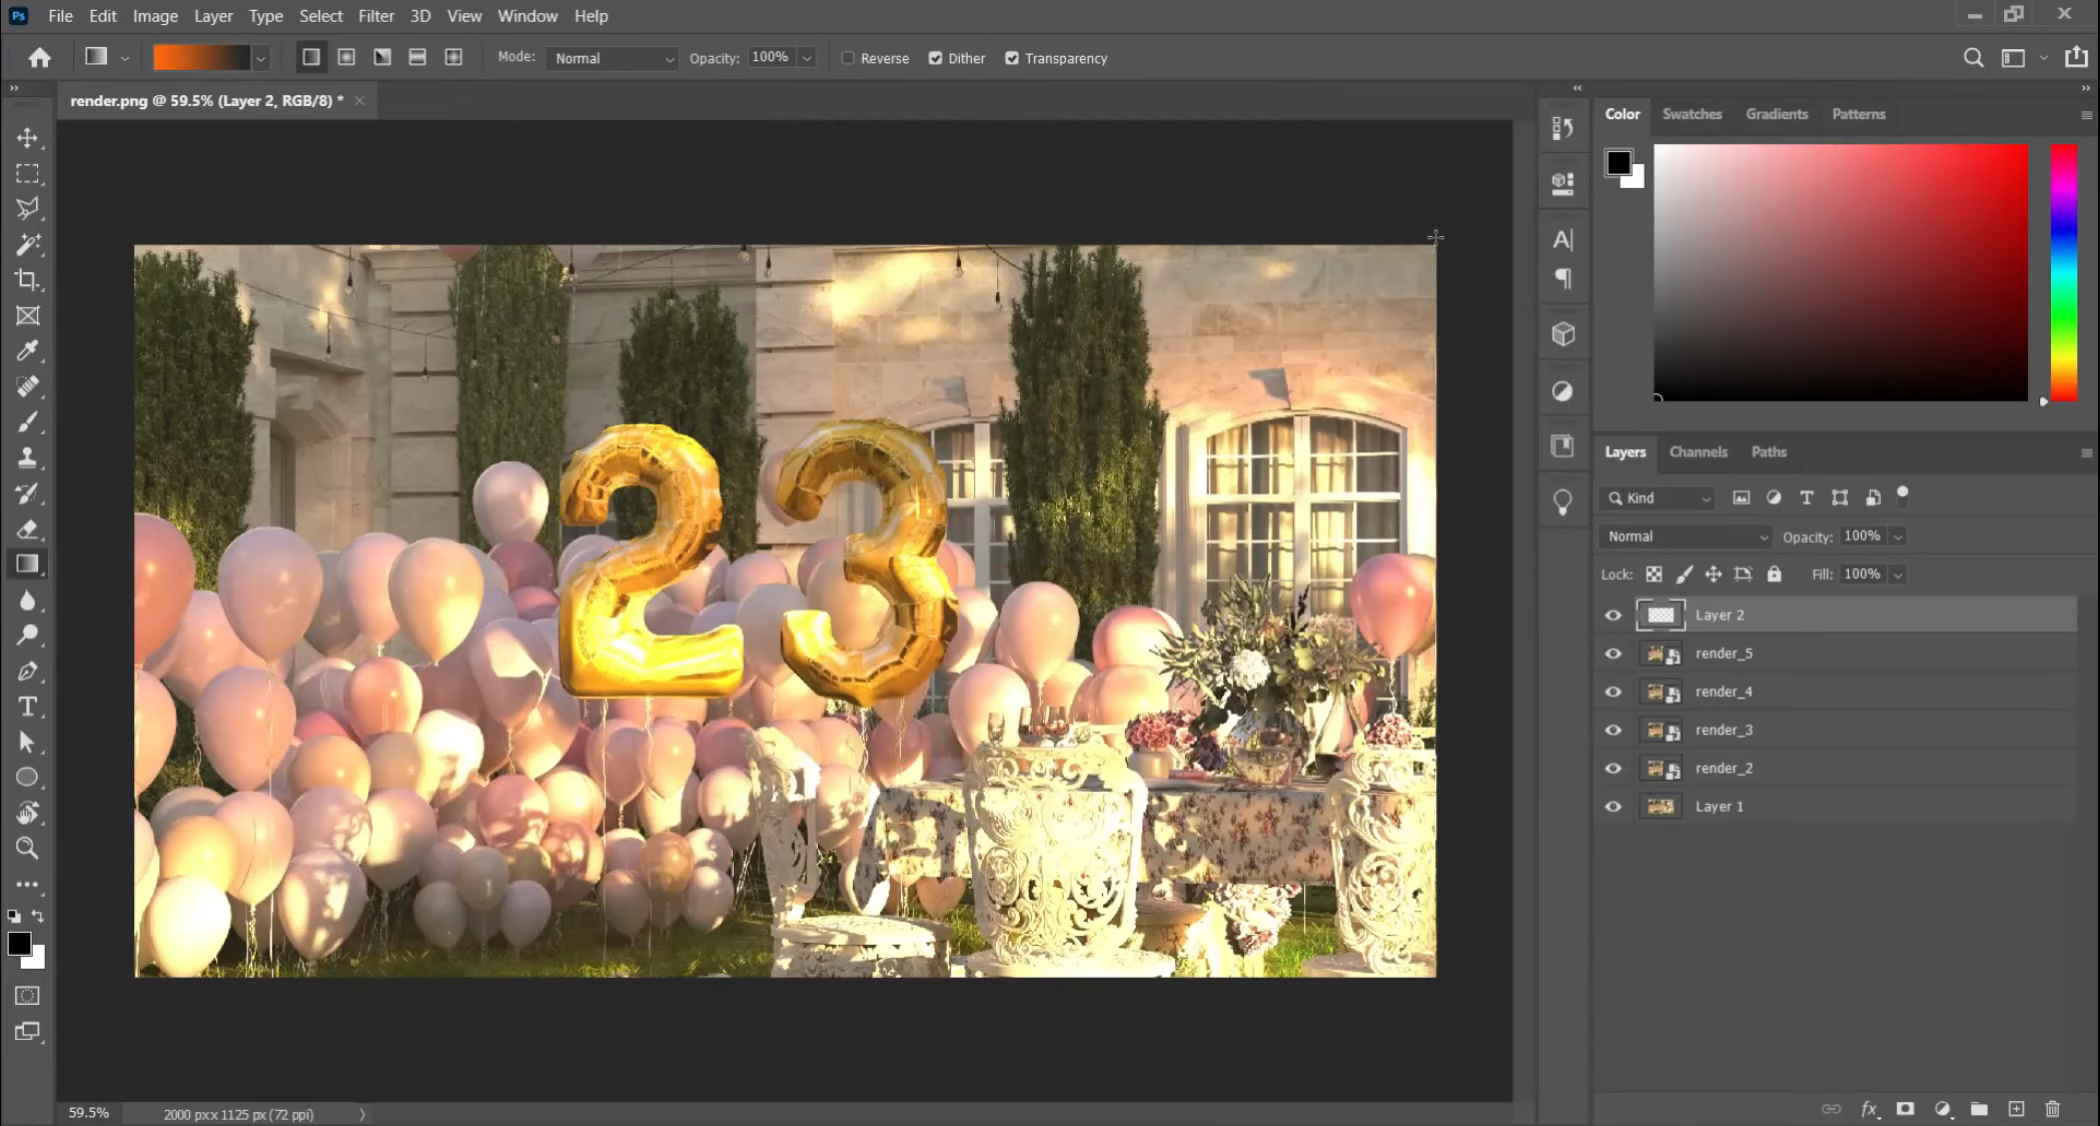 Ps File Edit Image Layer Type Select Filter 3D View Window Help
Mode: Normal Opacity: 100% Reverse Dither Transparency
render.png @ 59.5% (Layer 2, RGB/8) *
Color Swatches Gradients Patterns
23
Layers Channels Paths
Kind
Normal Opacity: 100%
Lock: Fill: 100%
Layer 2
render_5
render_4
render_3
render_2
Layer 1
fx
59.5% 2000 px x 1125 px (72 ppi)